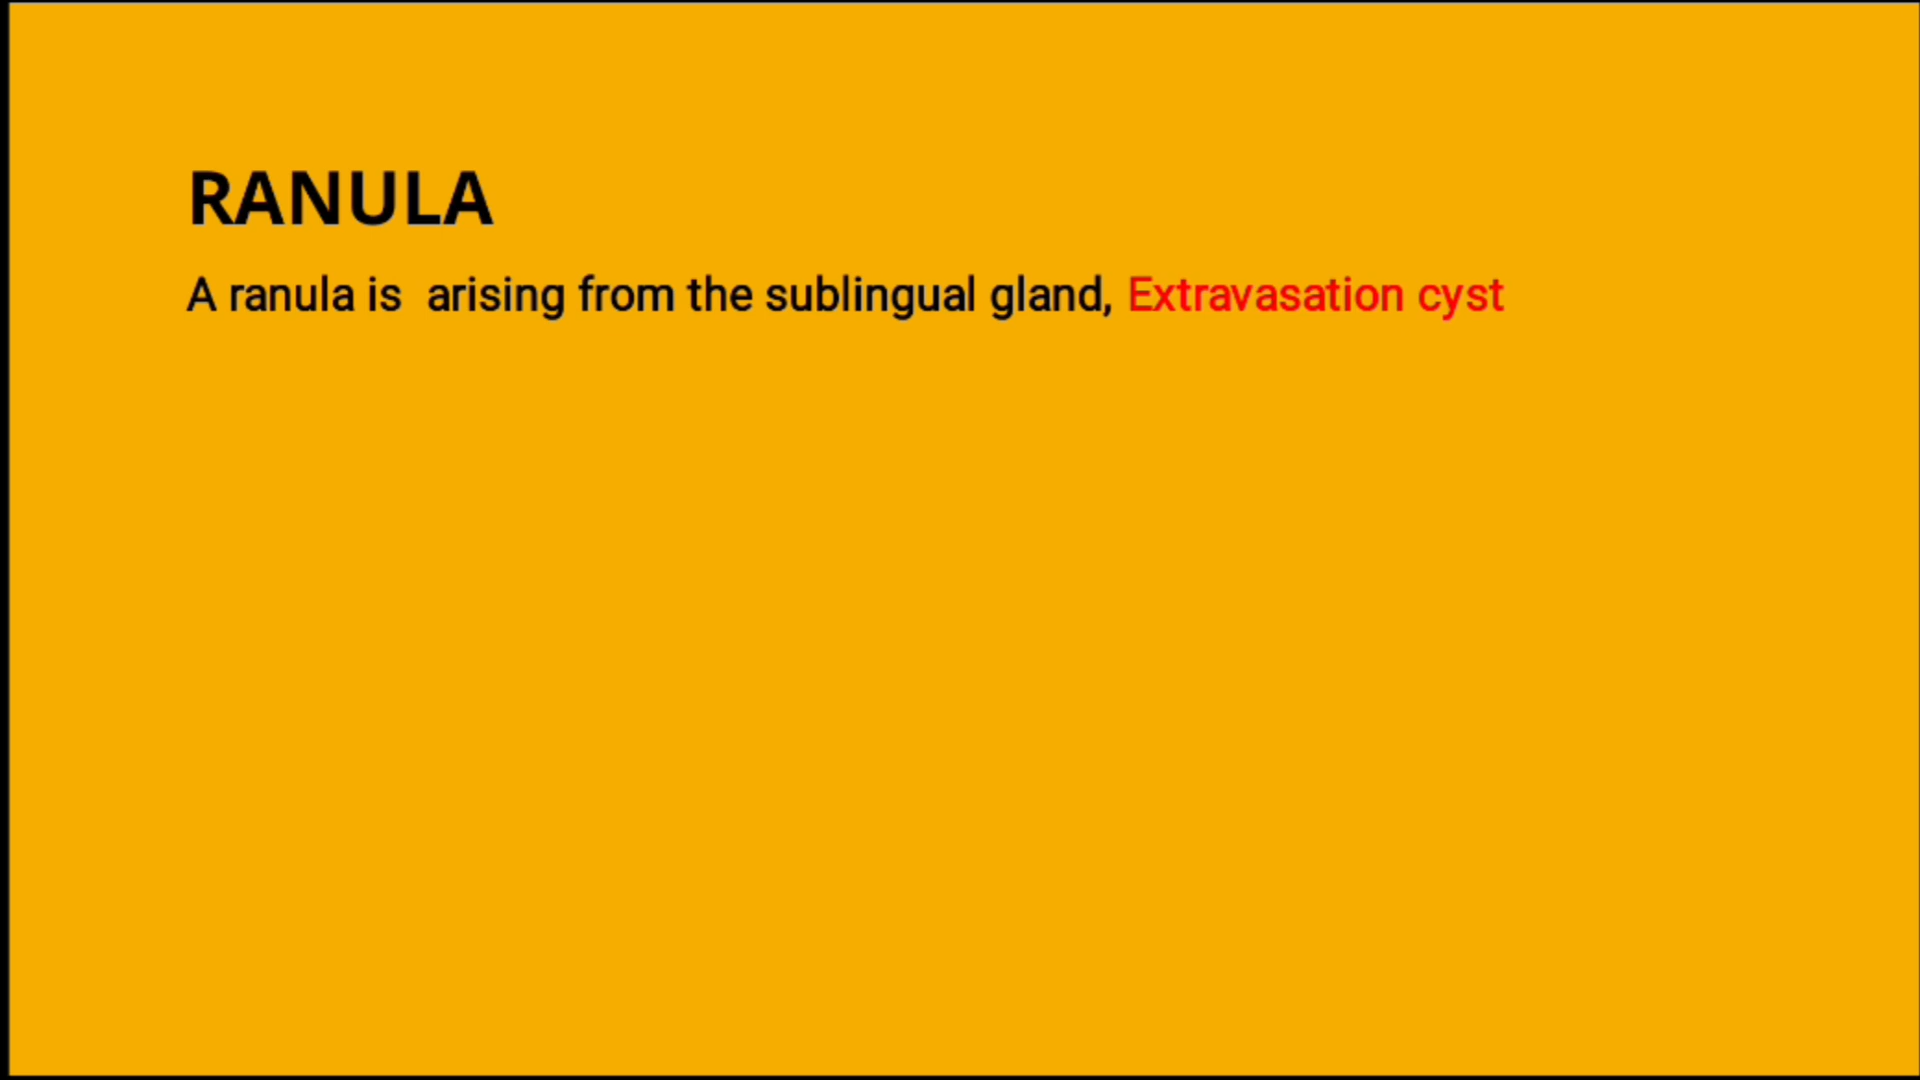 RANULA
A ranula is  arising from the sublingual gland, Extravasation cyst